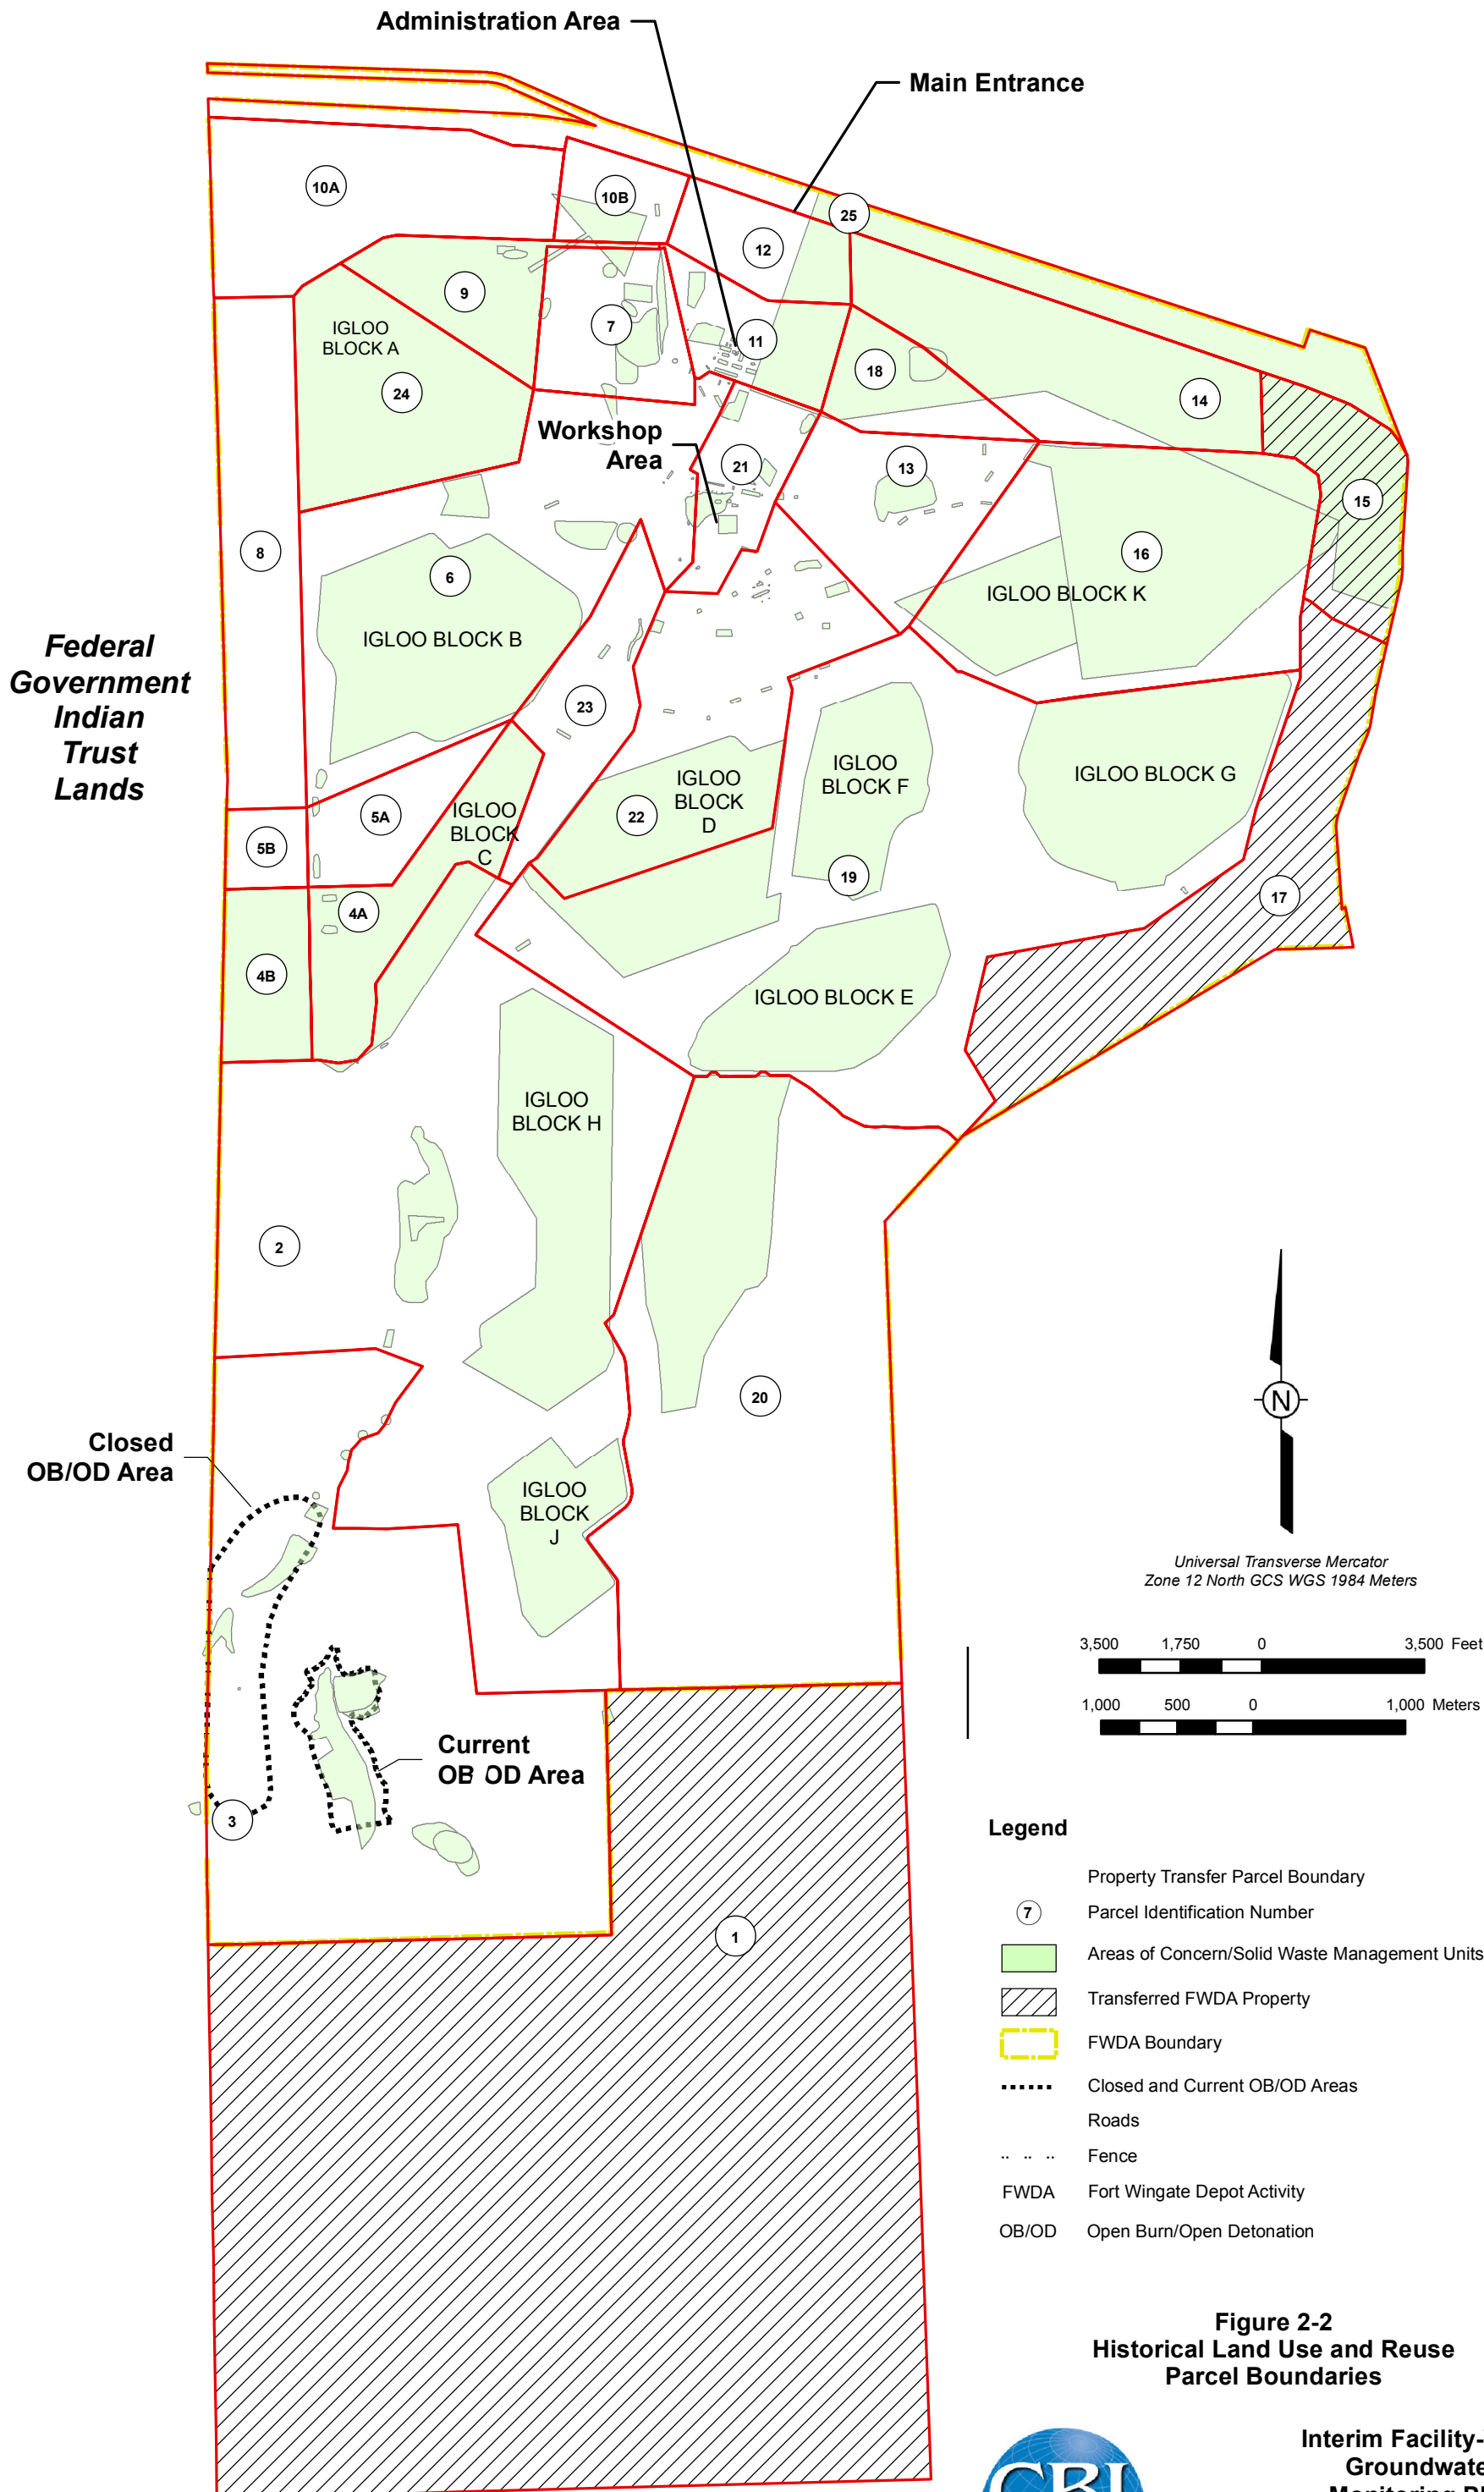 Administration Area
Main Entrance
10A
10B
25
12
9
7
11
IGLOO
BLOCK A
18
24
14
Workshop
Area
21
13
15
8
6
16
IGLOO BLOCK K
IGLOO BLOCK B
Federal
Government
Indian
Trust
Lands
23
IGLOO
BLOCK F
IGLOO BLOCK G
IGLOO
BLOCK
D
22
IGLOO
BLOCK
C
5A
5B
19
17
4A
4B
IGLOO BLOCK E
IGLOO
BLOCK H
2
20
N
Closed
OB/OD Area
IGLOO
BLOCK
J
Universal Transverse Mercator
Zone 12 North GCS WGS 1984 Meters
3,500 1,750 0 3,500 Feet
1,000 500 0 1,000 Meters
Current
OB OD Area
3
1
Legend
Property Transfer Parcel Boundary
7 Parcel Identification Number
Areas of Concern/Solid Waste Management Units
Transferred FWDA Property
FWDA Boundary
Closed and Current OB/OD Areas
Roads
Fence
FWDA Fort Wingate Depot Activity
OB/OD Open Burn/Open Detonation
Figure 2-2
Historical Land Use and Reuse
Parcel Boundaries
Interim Facility-
Groundwate
CBI